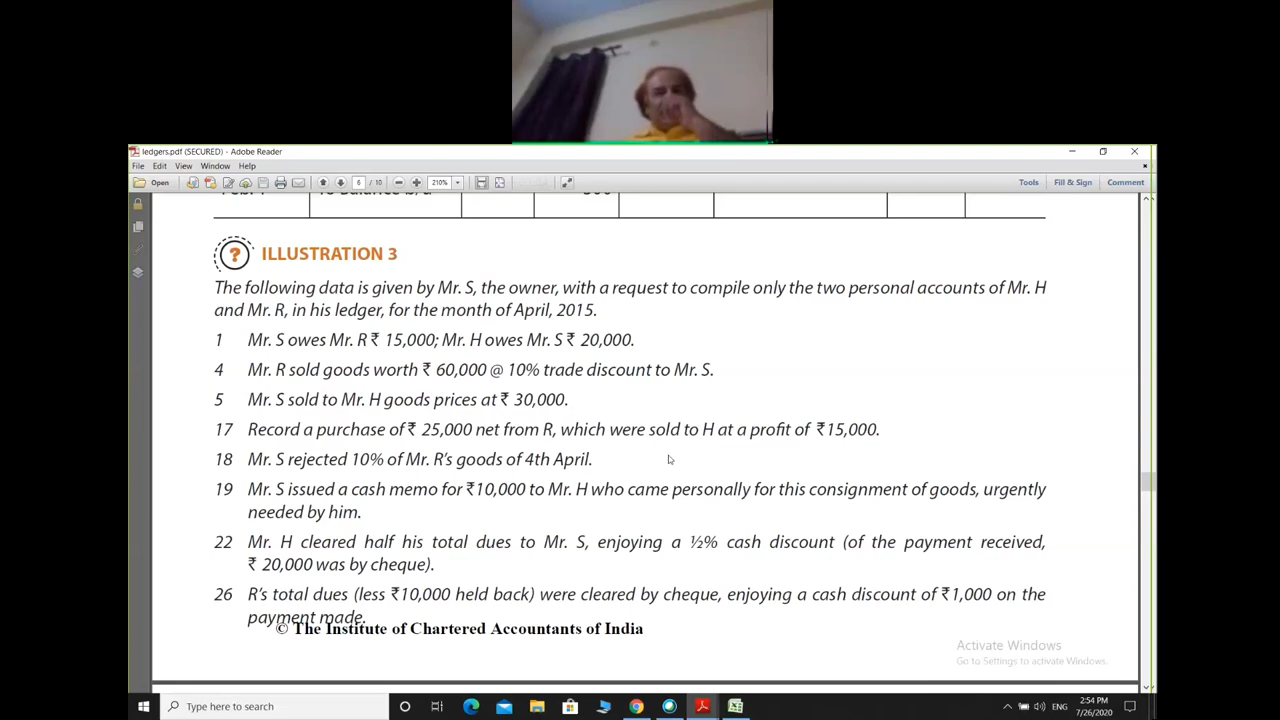 ledgers.pdf (SECURED) - Adobe Reader
File Edit View Window Help
Open 6 / 10 210% Tools Fill & Sign Comment
? ILLUSTRATION 3
The following data is given by Mr. S, the owner, with a request to compile only the two personal accounts of Mr. H
and Mr. R, in his ledger, for the month of April, 2015.
1 Mr. S owes Mr. R ₹ 15,000; Mr. H owes Mr. S ₹ 20,000.
4 Mr. R sold goods worth ₹ 60,000 @ 10% trade discount to Mr. S.
5 Mr. S sold to Mr. H goods prices at ₹ 30,000.
17 Record a purchase of ₹ 25,000 net from R, which were sold to H at a profit of ₹15,000.
18 Mr. S rejected 10% of Mr. R's goods of 4th April.
19 Mr. S issued a cash memo for ₹10,000 to Mr. H who came personally for this consignment of goods, urgently
needed by him.
22 Mr. H cleared half his total dues to Mr. S, enjoying a ½% cash discount (of the payment received,
₹ 20,000 was by cheque).
26 R's total dues (less ₹10,000 held back) were cleared by cheque, enjoying a cash discount of ₹1,000 on the
payment made.
© The Institute of Chartered Accountants of India
Activate Windows
Go to Settings to activate Windows.
Type here to search
ENG
2:54 PM
7/26/2020